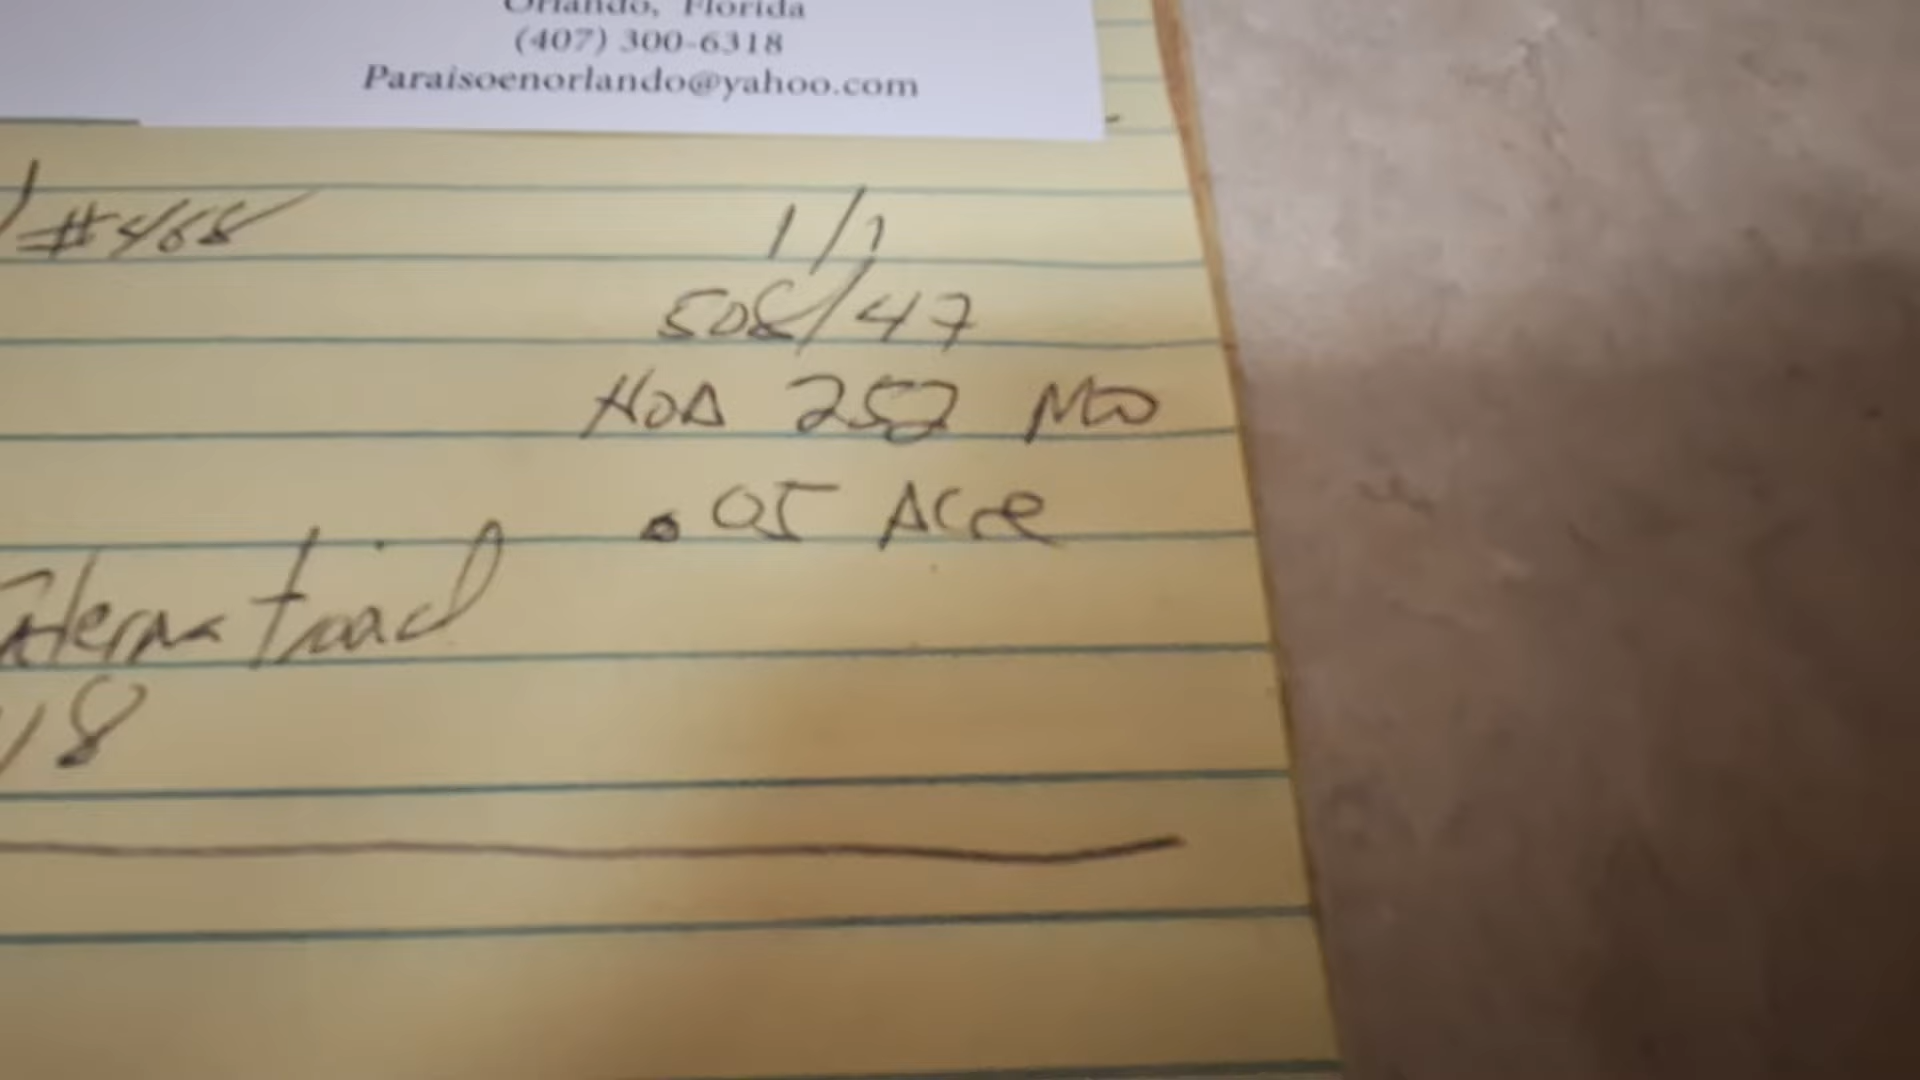 Orlando, Florida
(407) 300-6318
Paraisoenorlando@yahoo.com
#468
1/1
508/47
HOA 252 MO
.05 ACre
18